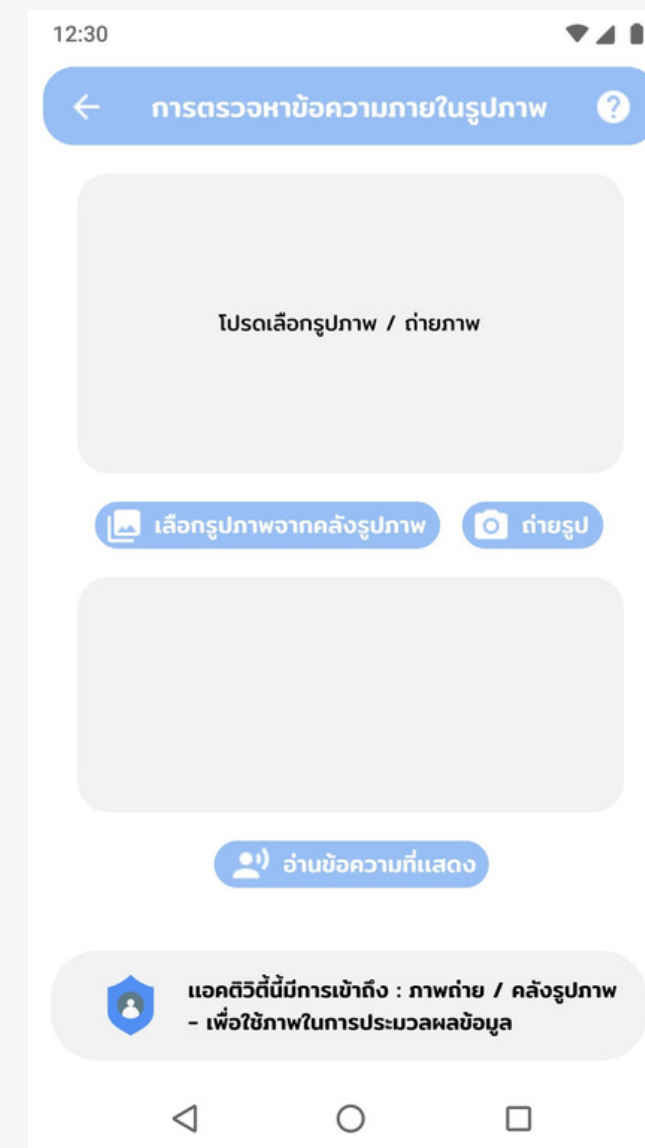 12:30
การตรวจหาข้อความภายในรูปภาพ
โปรดเลือกรูปภาพ / ถ่ายภาพ
เลือกรูปภาพจากคลังรูปภาพ
ถ่ายรูป
อ่านข้อความที่แสดง
แอคติวิตี้นี้มีการเข้าถึง : ภาพถ่าย / คลังรูปภาพ
- เพื่อใช้ภาพในการประมวลผลข้อมูล